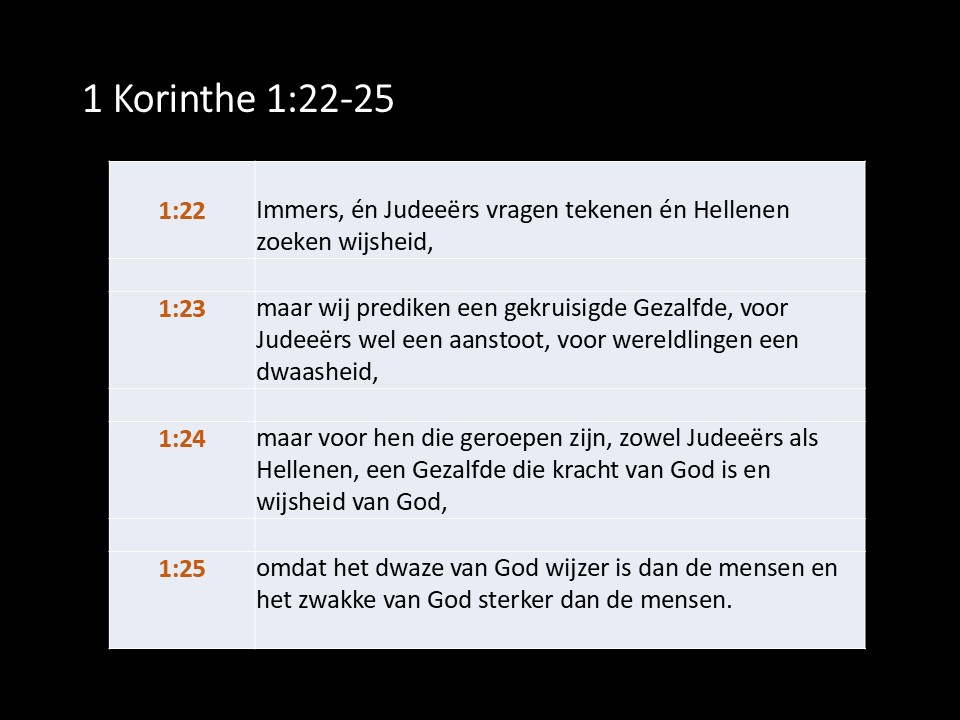 1 Korinthe 1:22-25
1:22 Immers, én Judeeërs vragen tekenen én Hellenen
zoeken wijsheid,
1:23 maar wij prediken een gekruisigde Gezalfde, voor
Judeeërs wel een aanstoot, voor wereldlingen een
dwaasheid,
1:24 maar voor hen die geroepen zijn, zowel Judeeërs als
Hellenen, een Gezalfde die kracht van God is en
wijsheid van God,
1:25 omdat het dwaze van God wijzer is dan de mensen en
het zwakke van God sterker dan de mensen.